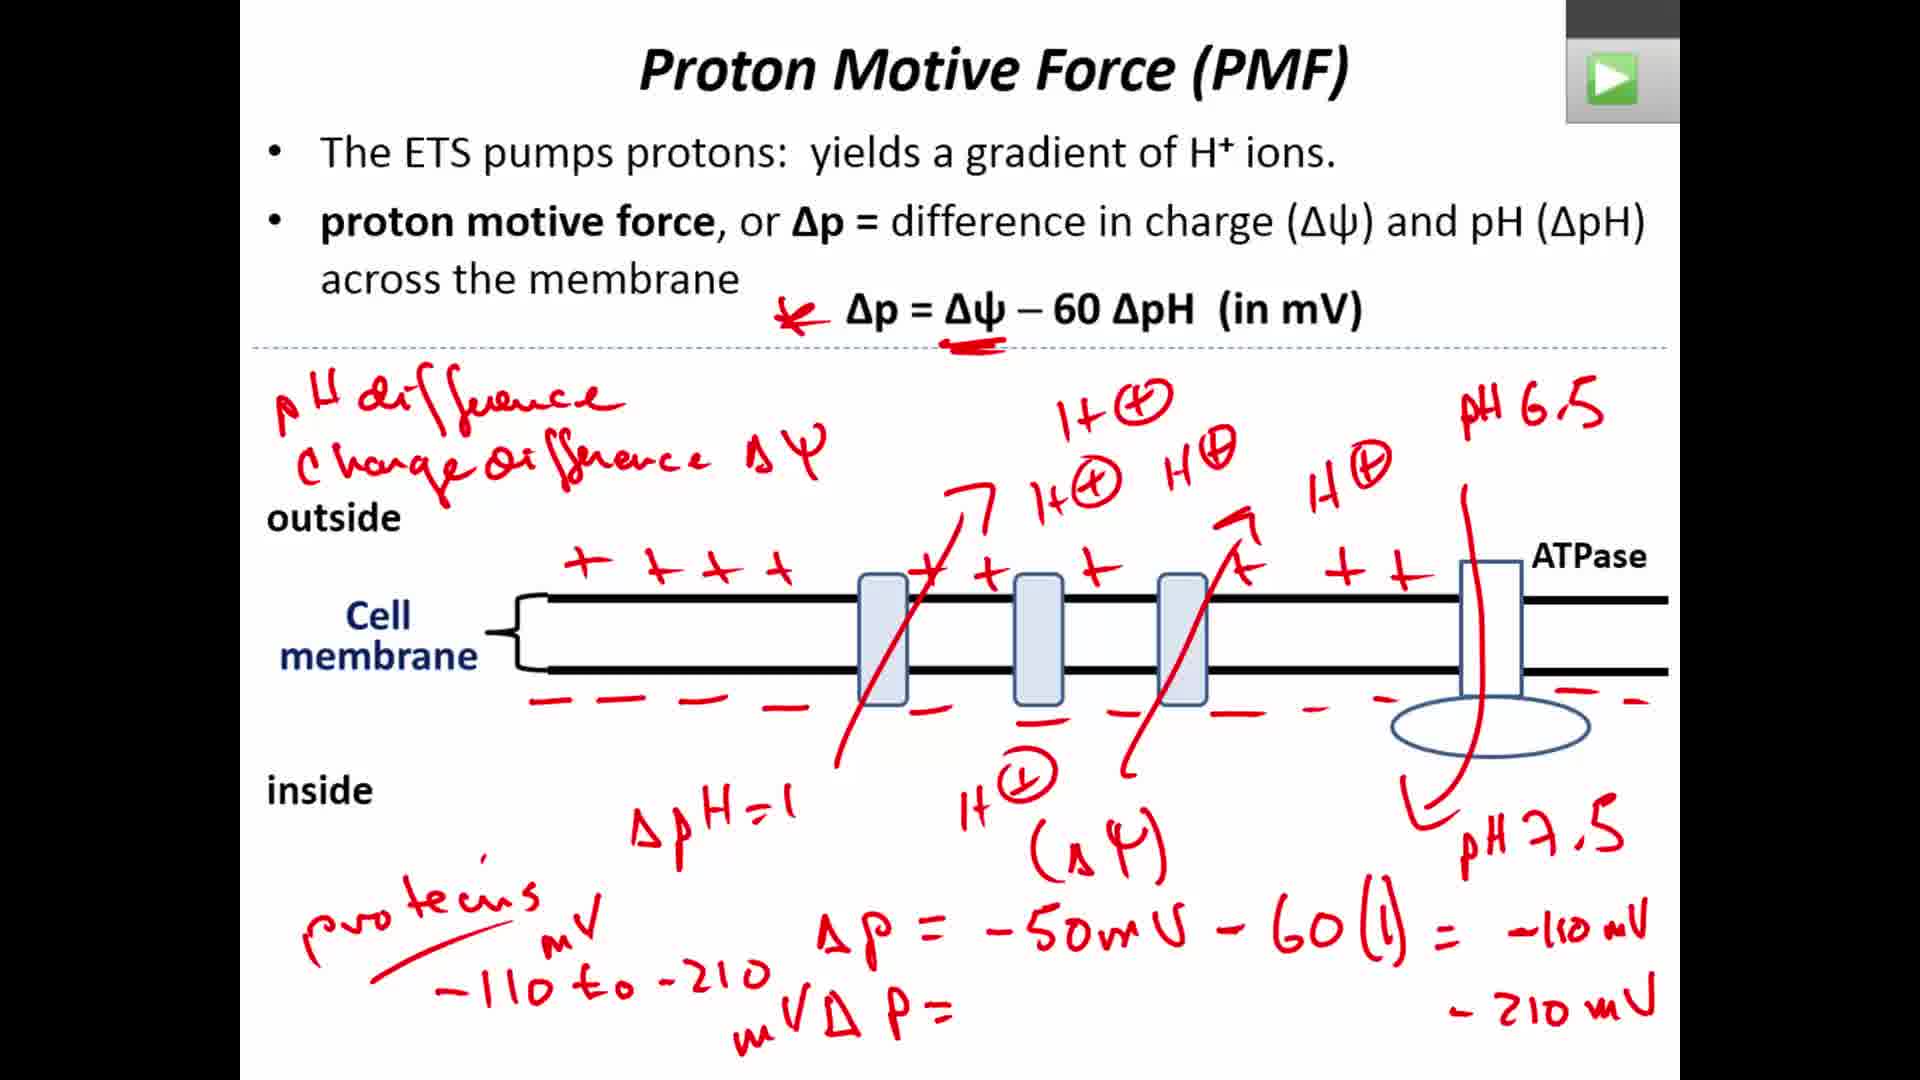 Proton Motive Force (PMF)
• The ETS pumps protons: yields a gradient of H⁺ ions.
• proton motive force, or Δp = difference in charge (Δψ) and pH (ΔpH)
across the membrane
Δp = Δψ – 60 ΔpH (in mV)
pH difference
Charge difference Δψ
H+
H+
H+
H+
pH 6.5
outside
+ + + + + + + + + +
ATPase
Cell
membrane
inside
ΔpH = 1
H+
(Δψ)
pH 7.5
proteins
mV
-110 to -210
mV
Δp = -50mV - 60(1) = -110 mV
Δp =
-210 mV